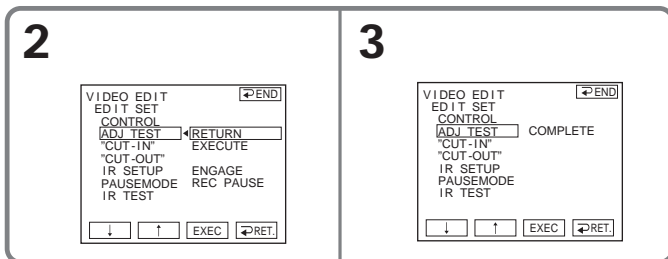 2
VIDEO EDIT
END
EDIT SET
CONTROL
ADJ TEST RETURN
"CUT-IN" EXECUTE
"CUT-OUT"
IR SETUP ENGAGE
PAUSEMODE REC PAUSE
IR TEST
↓ ↑ EXEC RET.
3
VIDEO EDIT
END
EDIT SET
CONTROL
ADJ TEST COMPLETE
"CUT-IN"
"CUT-OUT"
IR SETUP
PAUSEMODE
IR TEST
↓ ↑ EXEC RET.